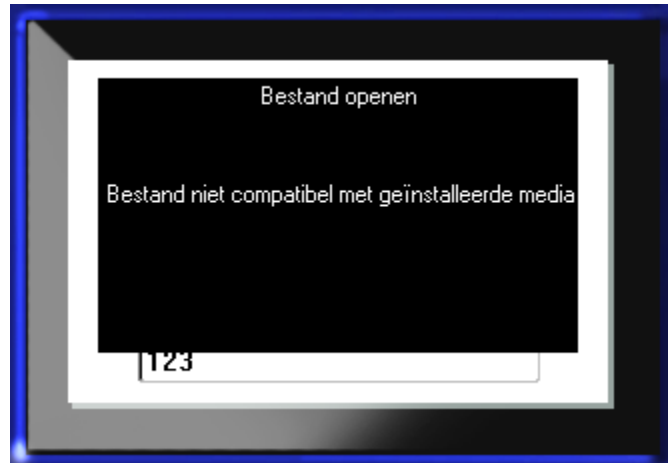 Bestand openen
Bestand niet compatibel met geïnstalleerde media
123